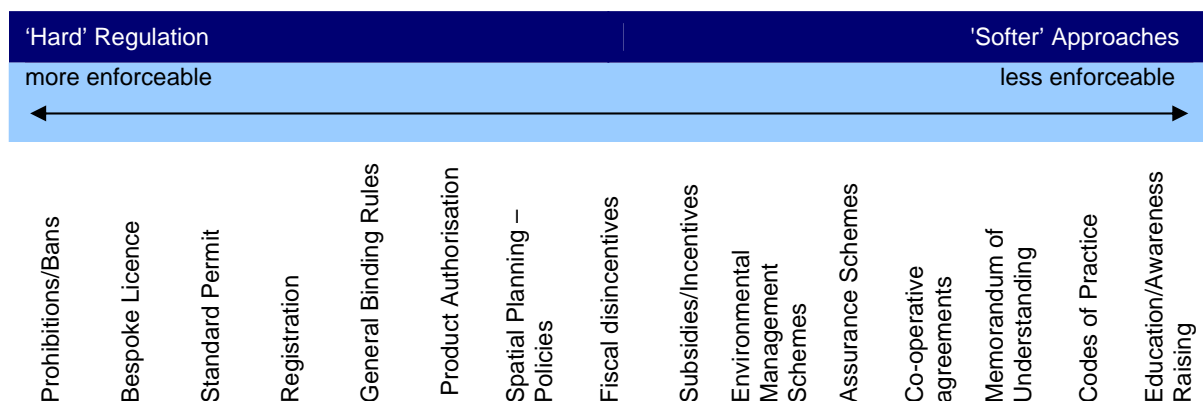 ‘Hard’ Regulation
'Softer’ Approaches
more enforceable
less enforceable
Prohibitions/Bans
Bespoke Licence
Standard Permit
Registration
General Binding Rules
Product Authorisation
Spatial Planning –
Policies
Fiscal disincentives
Subsidies/Incentives
Environmental
Management
Schemes
Assurance Schemes
Co-operative
agreements
Memorandum of
Understanding
Codes of Practice
Education/Awareness
Raising